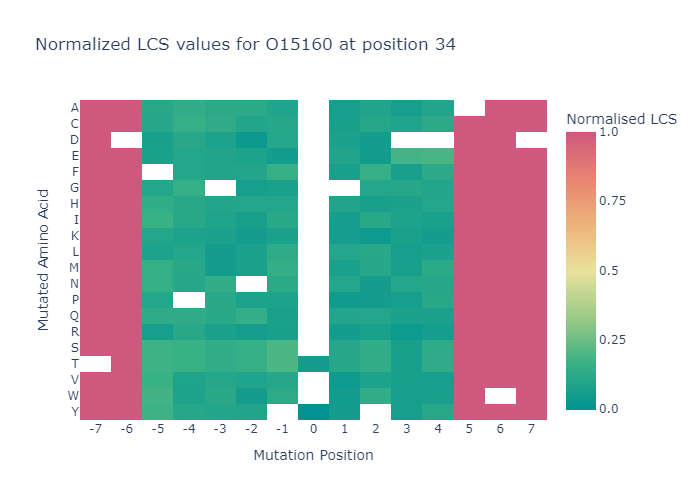 Normalized LCS values for O15160 at position 34
Normalised LCS
1.0
0.75
0.5
0.25
0.0
Mutated Amino Acid
A
C
D
E
F
G
H
I
K
L
M
N
P
Q
R
S
T
V
W
Y
-7 -6 -5 -4 -3 -2 -1 0 1 2 3 4 5 6 7
Mutation Position